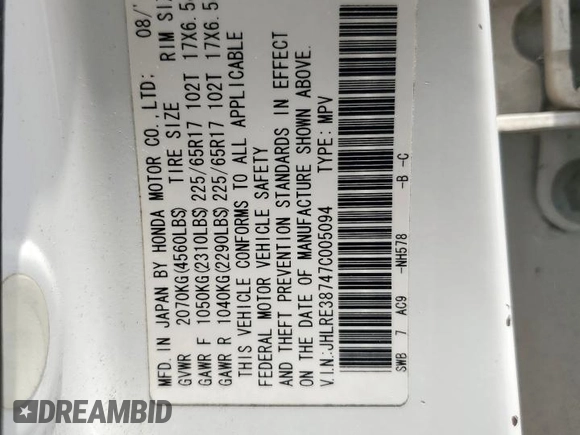 MFD. IN JAPAN BY HONDA MOTOR CO., LTD: 08/
GVWR 2070KG(4560LBS) TIRE SIZE RIM SIZ
GAWR F 1050KG(2310LBS) 225/65R17 102T 17X6.5
GAWR R 1040KG(2290LBS) 225/65R17 102T 17X6.5
THIS VEHICLE CONFORMS TO ALL APPLICABLE
FEDERAL MOTOR VEHICLE SAFETY
AND THEFT PREVENTION STANDARDS IN EFFECT
ON THE DATE OF MANUFACTURE SHOWN ABOVE.
V.I.N.:JHLRE38747C005094 TYPE: MPV
SWB 7 AC9 -NH578 -B -C
DREAMBID